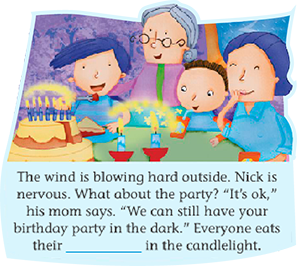 The wind is blowing hard outside. Nick is
nervous. What about the party? “It’s ok,”
his mom says. “We can still have your
birthday party in the dark.” Everyone eats
their __________ in the candlelight.